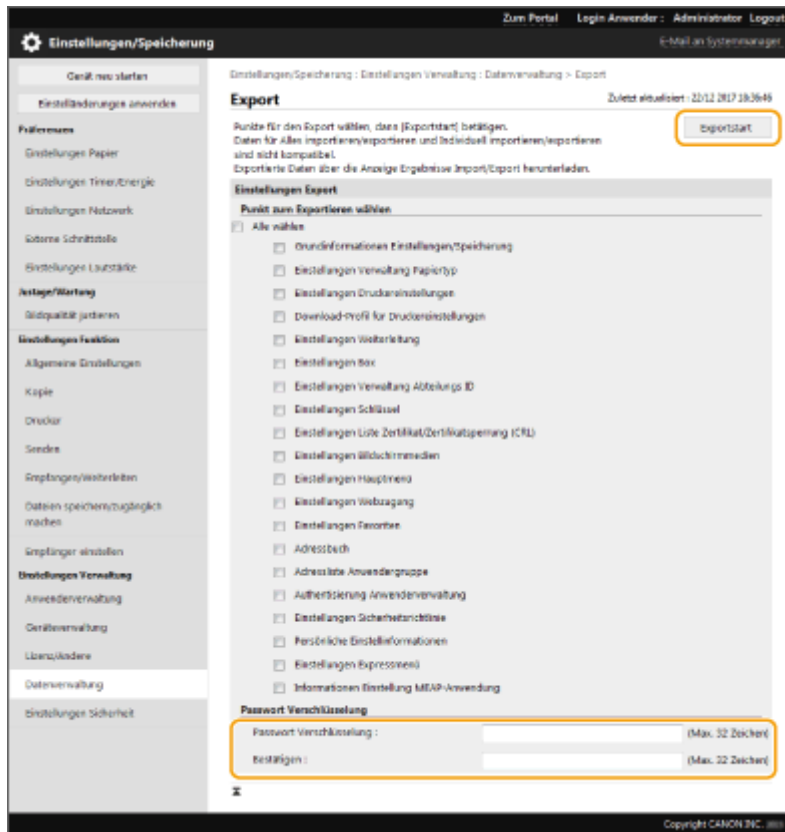 Zum Portal Login Anwender : Administrator Logout
Einstellungen/Speicherung E-Mail an Systemmanager
Gerät neu starten
Einstelländerungen anwenden
Präferenzen
Einstellungen Papier
Einstellungen Timer/Energie
Einstellungen Netzwerk
Externe Schnittstelle
Einstellungen Lautstärke
Justage/Wartung
Bildqualität justieren
Einstellungen Funktion
Allgemeine Einstellungen
Kopie
Drucker
Senden
Empfangen/Weiterleiten
Dateien speichern/zugänglich
machen
Empfänger einstellen
Einstellungen Verwaltung
Anwenderverwaltung
Geräteverwaltung
Lizenz/Andere
Datenverwaltung
Einstellungen Sicherheit
Einstellungen/Speicherung : Einstellungen Verwaltung : Datenverwaltung > Export
Export Zuletzt aktualisiert : 22/12 2017 10:36:46
Punkte für den Export wählen, dann [Exportstart] betätigen.
Exportstart
Daten für Alles importieren/exportieren und Individuell importieren/exportieren
sind nicht kompatibel.
Exportierte Daten über die Anzeige Ergebnisse Import/Export herunterladen.
Einstellungen Export
Punkt zum Exportieren wählen
Alle wählen
Grundinformationen Einstellungen/Speicherung
Einstellungen Verwaltung Papiertyp
Einstellungen Druckereinstellungen
Download-Profil für Druckereinstellungen
Einstellungen Weiterleitung
Einstellungen Box
Einstellungen Verwaltung Abteilungs ID
Einstellungen Schlüssel
Einstellungen Liste Zertifikat/Zertifikatsperrung (CRL)
Einstellungen Bildschirmmedien
Einstellungen Hauptmenü
Einstellungen Webzugang
Einstellungen Favoriten
Adressbuch
Adressliste Anwendergruppe
Authentisierung Anwenderverwaltung
Einstellungen Sicherheitsrichtlinie
Persönliche Einstellinformationen
Einstellungen Expressmenü
Informationen Einstellung MEAP-Anwendung
Passwort Verschlüsselung
Passwort Verschlüsselung : (Max. 32 Zeichen)
Bestätigen : (Max. 32 Zeichen)
Copyright CANON INC.